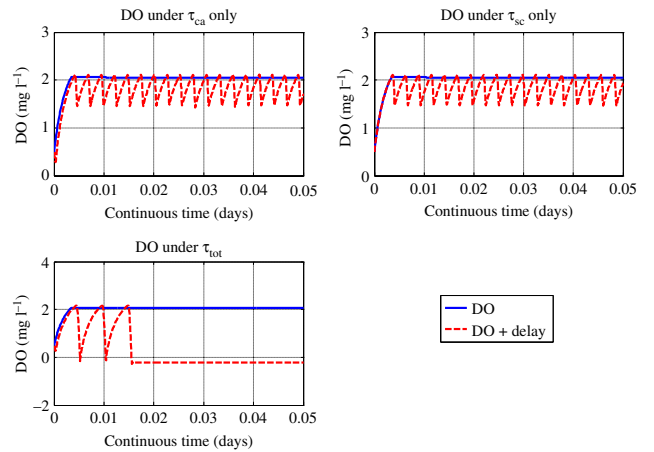 DO under τca only
DO (mg l−1)
3
2
1
0
0 0.01 0.02 0.03 0.04 0.05
Continuous time (days)
DO under τsc only
DO (mg l−1)
3
2
1
0
0 0.01 0.02 0.03 0.04 0.05
Continuous time (days)
DO under τtot
DO (mg l−1)
4
2
0
−2
0 0.01 0.02 0.03 0.04 0.05
Continuous time (days)
DO
DO + delay